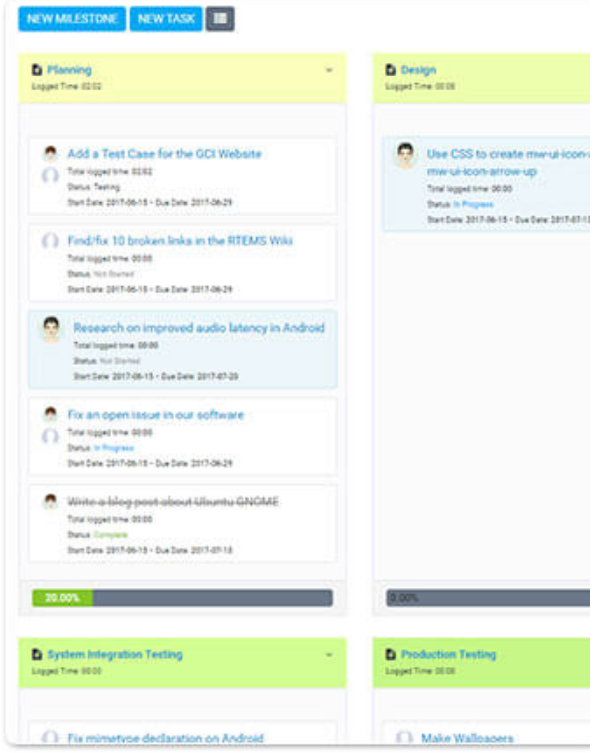 NEW MILESTONE NEW TASK
Planning
Logged Time: 02:02
Add a Test Case for the GCI Website
Total logged time: 02:02
Status: Testing
Start Date: 2017-06-15 - Due Date: 2017-06-29
Find/fix 10 broken links in the RTEMS Wiki
Total logged time: 00:00
Status: Not Started
Start Date: 2017-06-15 - Due Date: 2017-06-29
Research on improved audio latency in Android
Total logged time: 00:00
Status: Not Started
Start Date: 2017-06-15 - Due Date: 2017-07-20
Fix an open issue in our software
Total logged time: 00:00
Status: In Progress
Start Date: 2017-06-15 - Due Date: 2017-06-29
Write a blog post about Ubuntu GNOME
Total logged time: 00:00
Status: Complete
Start Date: 2017-06-15 - Due Date: 2017-07-13
20.00%
Design
Logged Time: 00:00
Use CSS to create mw-ui-icon-
mw-ui-icon-arrow-up
Total logged time: 00:00
Status: In Progress
Start Date: 2017-06-15 - Due Date: 2017-07-13
0.00%
System Integration Testing
Logged Time: 00:00
Fix mimetype declaration on Android
Production Testing
Logged Time: 00:00
Make Wallpapers